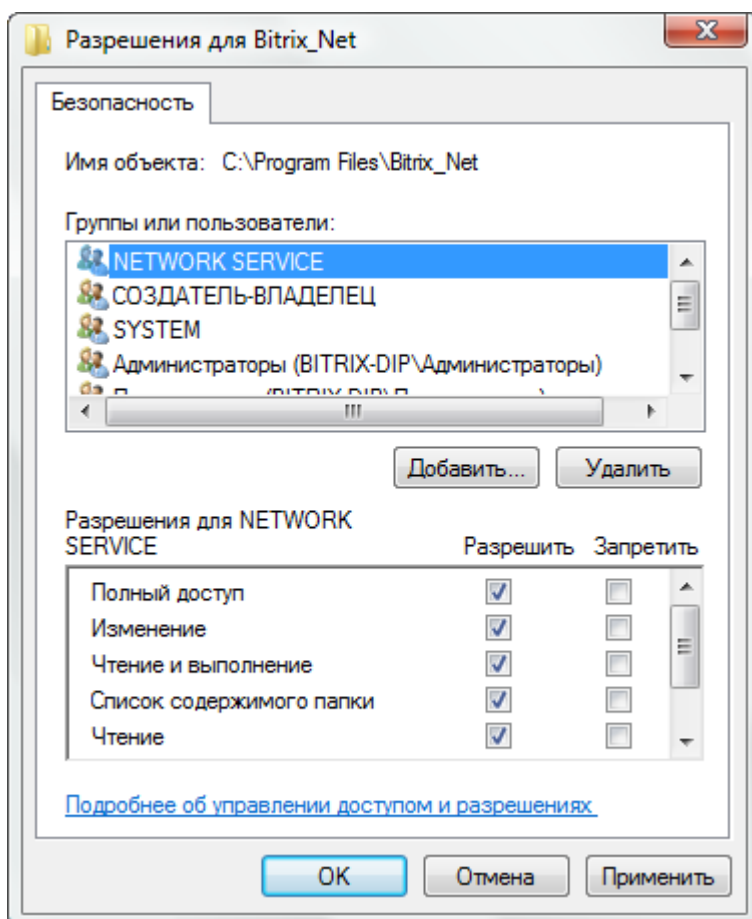 Разрешения для Bitrix_Net
Безопасность
Имя объекта: C:\Program Files\Bitrix_Net
Группы или пользователи:
NETWORK SERVICE
СОЗДАТЕЛЬ-ВЛАДЕЛЕЦ
SYSTEM
Администраторы (BITRIX-DIP\Администраторы)
Добавить... Удалить
Разрешения для NETWORK
SERVICE Разрешить Запретить
Полный доступ
Изменение
Чтение и выполнение
Список содержимого папки
Чтение
Подробнее об управлении доступом и разрешениях
OK Отмена Применить